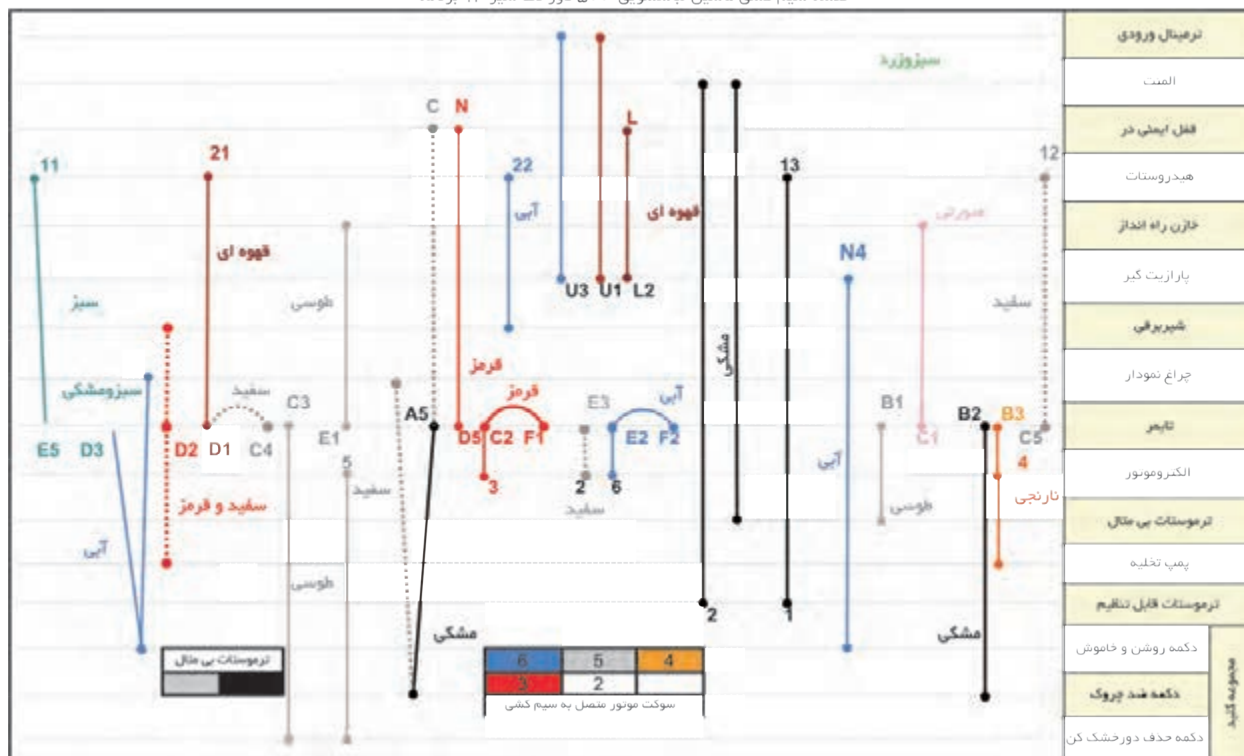 سبزوزرد
C N
L
11
21
22
13
12
آبی
قهوه ای
صورتی
قهوه ای
N4
U3 U1 L2
سبز
طوسی
سفید
مشکی
قرمز
سبزومشکی
سفید
قرمز
آبی
C3
A5
E3
B1
B2 B3
E5 D3 D2 D1 C4 E1 D5 C2 F1 E2 F2 C1 C5
5
3
2
6
4
سفید
سفید
سفید و قرمز
آبی
آبی
طوسی
نارنجی
طوسی
2
1
مشکی
مشکی
ترموستات بی متال
6 5 4
3 2
سوکت موتور متصل به سیم کشی
ترمینال ورودی
المنت
قفل ایمنی در
هیدروستات
خازن راه انداز
پارازیت گیر
شیربرقی
چراغ نمودار
تایمر
الکتروموتور
ترموستات بی متال
پمپ تخلیه
ترموستات قابل تنظیم
مجموعه کلید
دکمه روشن و خاموش
دکمه ضد چروک
دکمه حذف دورخشک کن